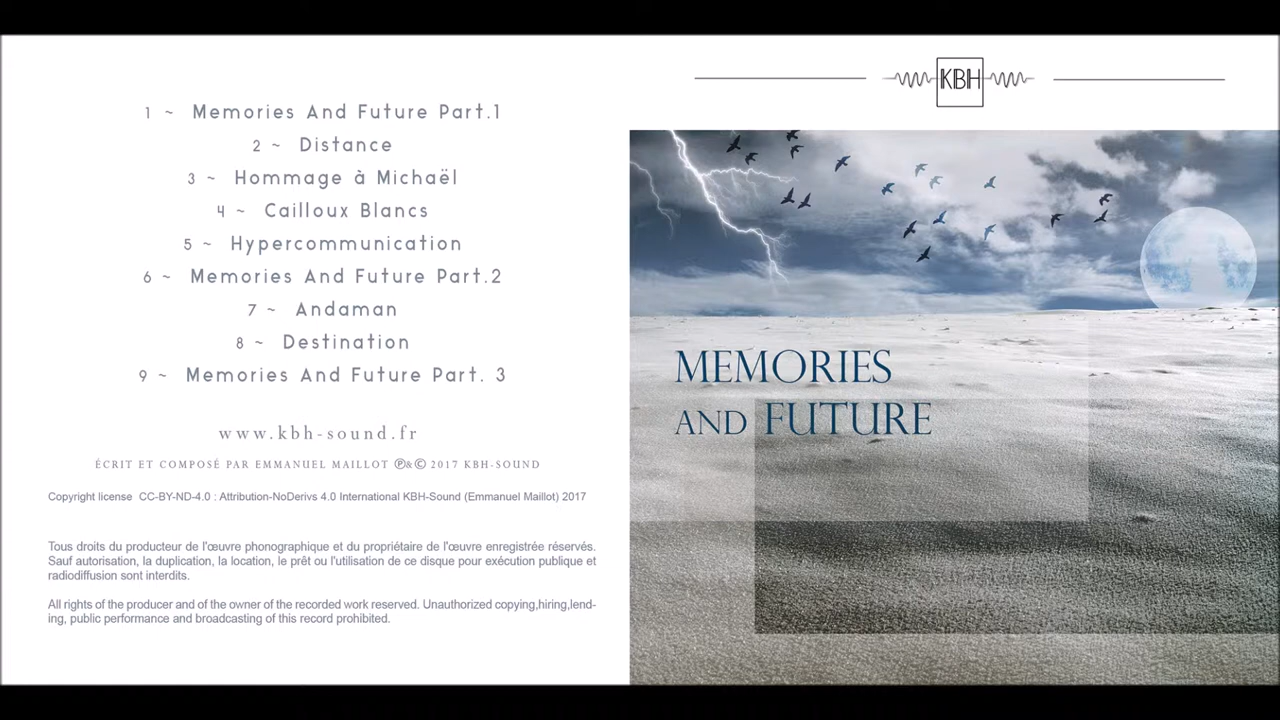 1 ~ Memories And Future Part.1
2 ~ Distance
3 ~ Hommage à Michaël
4 ~ Cailloux Blancs
5 ~ Hypercommunication
6 ~ Memories And Future Part.2
7 ~ Andaman
8 ~ Destination
9 ~ Memories And Future Part. 3
www.kbh-sound.fr
ÉCRIT ET COMPOSÉ PAR EMMANUEL MAILLOT ℗&© 2017 KBH-SOUND
Copyright license CC-BY-ND-4.0 : Attribution-NoDerivs 4.0 International KBH-Sound (Emmanuel Maillot) 2017
Tous droits du producteur de l'œuvre phonographique et du propriétaire de l'œuvre enregistrée réservés.
Sauf autorisation, la duplication, la location, le prêt ou l'utilisation de ce disque pour exécution publique et
radiodiffusion sont interdits.
All rights of the producer and of the owner of the recorded work reserved. Unauthorized copying,hiring,lend-
ing, public performance and broadcasting of this record prohibited.
KBH
MEMORIES
AND FUTURE